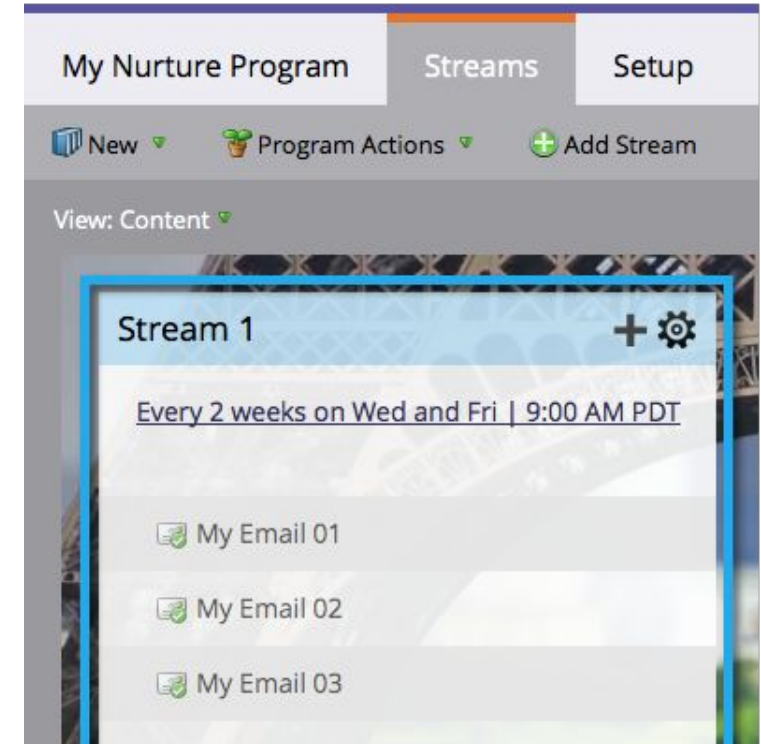 My Nurture Program Streams Setup
New Program Actions Add Stream
View: Content
Stream 1
Every 2 weeks on Wed and Fri | 9:00 AM PDT
My Email 01
My Email 02
My Email 03